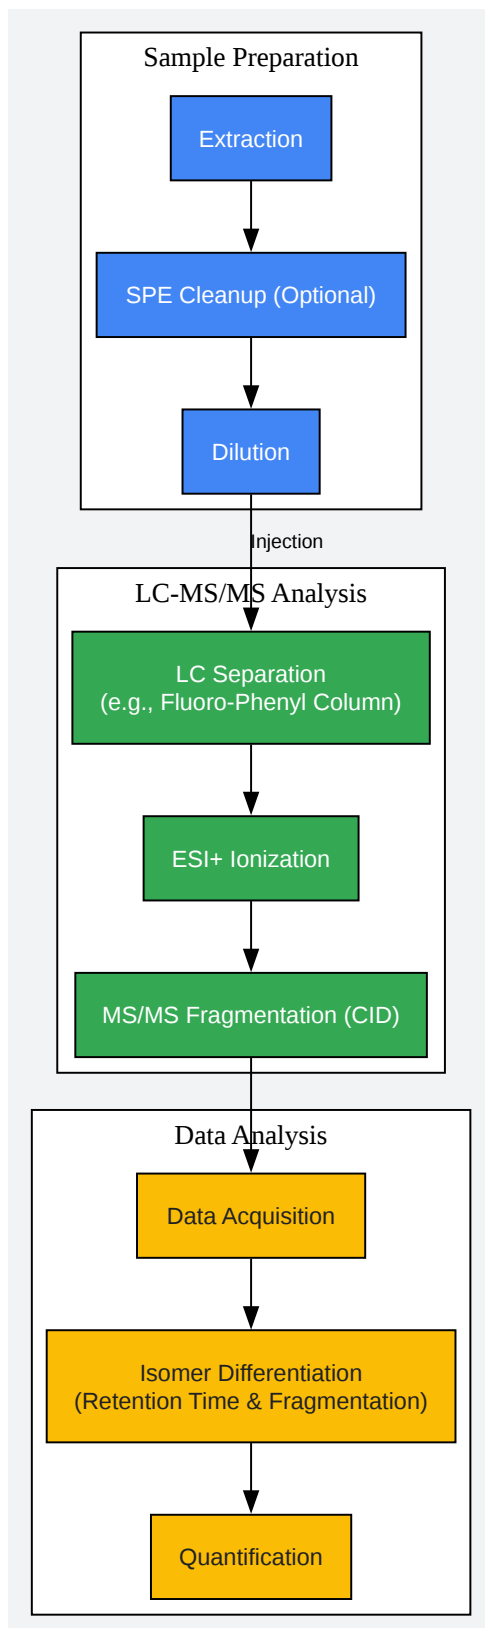 Sample Preparation
Extraction
SPE Cleanup (Optional)
Dilution
Injection
LC-MS/MS Analysis
LC Separation
(e.g., Fluoro-Phenyl Column)
ESI+ Ionization
MS/MS Fragmentation (CID)
Data Analysis
Data Acquisition
Isomer Differentiation
(Retention Time & Fragmentation)
Quantification